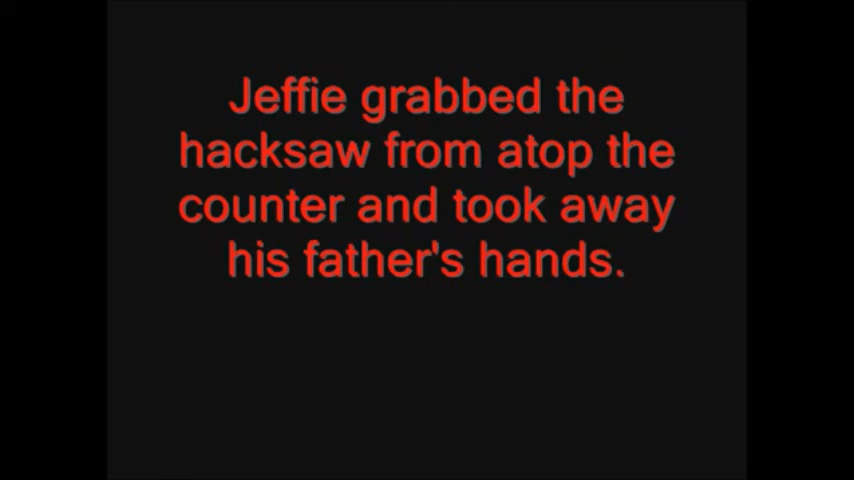 Jeffie grabbed the
hacksaw from atop the
counter and took away
his father's hands.